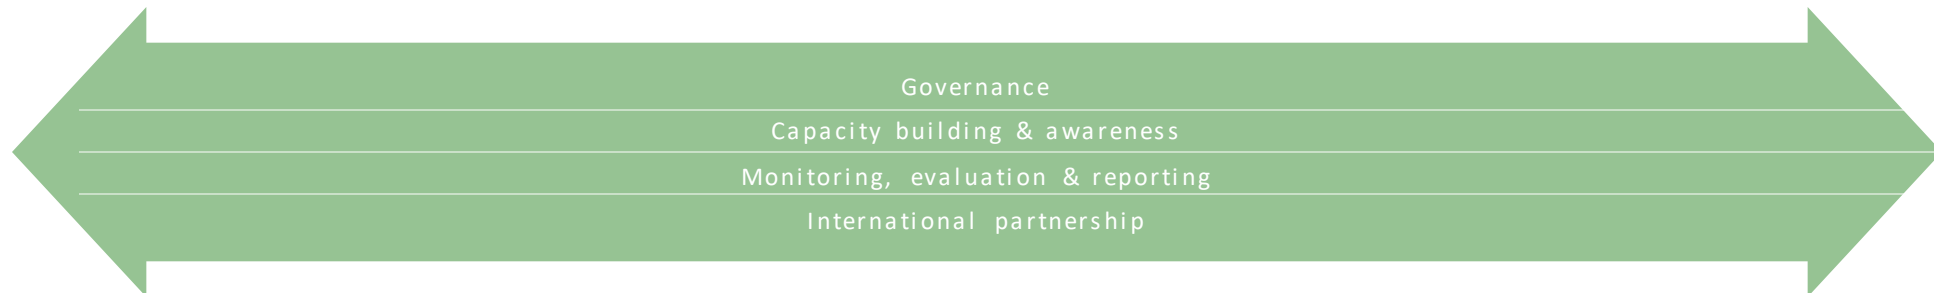 Governance
Capacity building & awareness
Monitoring, evaluation & reporting
International partnership